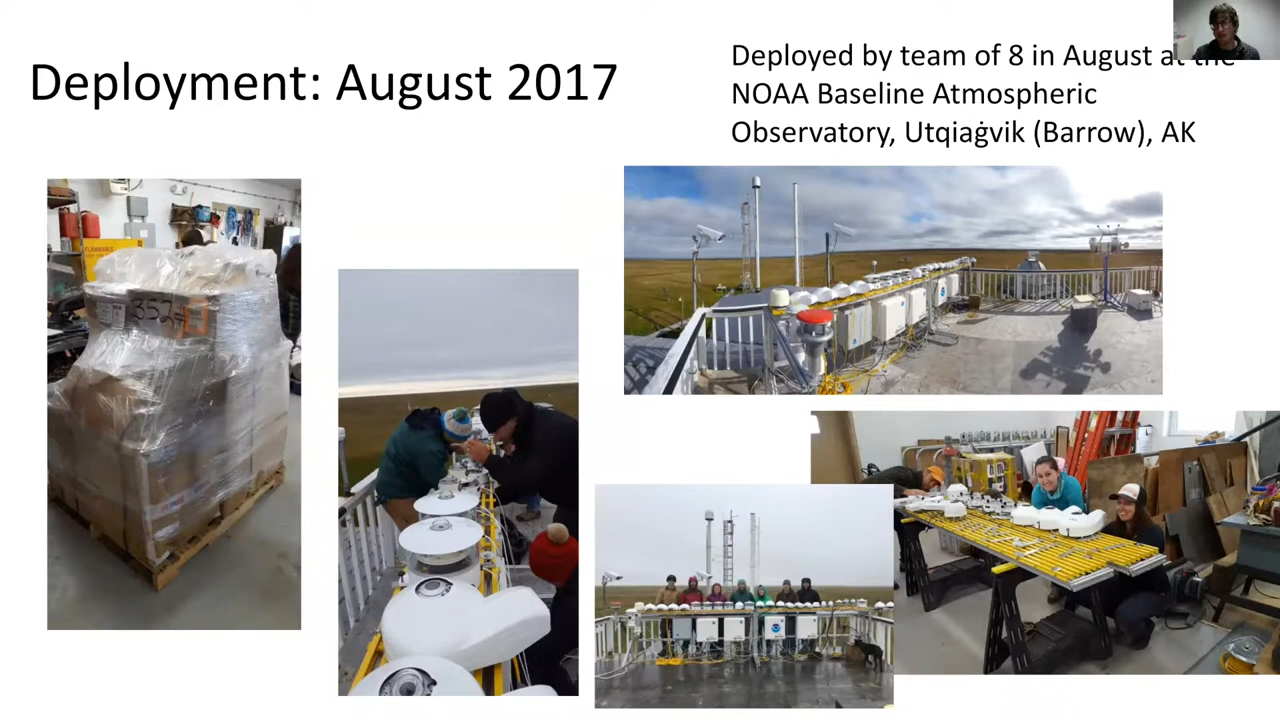 Deployment: August 2017
Deployed by team of 8 in August at the
NOAA Baseline Atmospheric
Observatory, Utqiaġvik (Barrow), AK
352